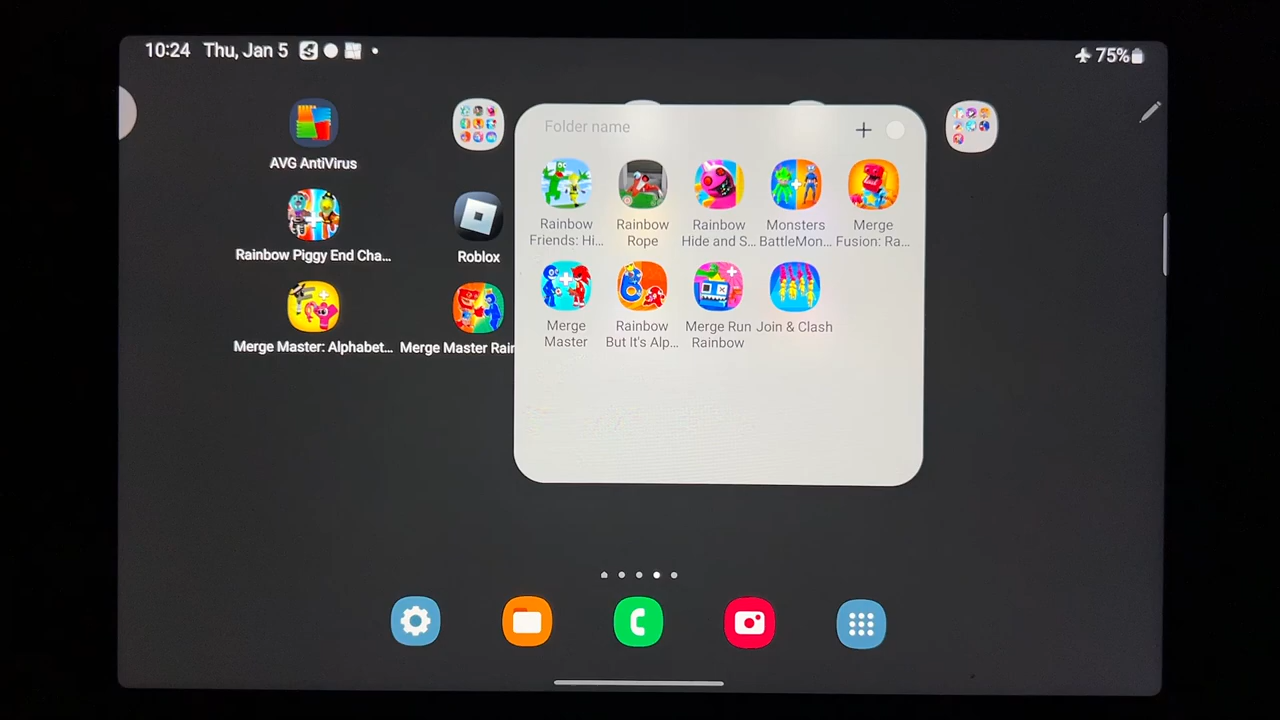 10:24 Thu, Jan 5
75%
Folder name
AVG AntiVirus
Rainbow Piggy End Cha...
Roblox
Merge Master: Alphabet...
Merge Master Rai
Rainbow
Friends: Hi...
Rainbow
Rope
Rainbow
Hide and S...
Monsters
BattleMon...
Merge
Fusion: Ra...
Merge
Master
Rainbow
But It's Alp...
Merge Run
Rainbow
Join & Clash